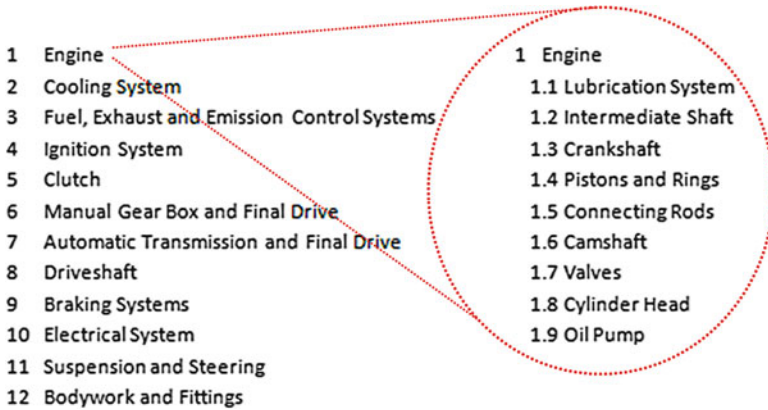 1 Engine
2 Cooling System
3 Fuel, Exhaust and Emission Control Systems
4 Ignition System
5 Clutch
6 Manual Gear Box and Final Drive
7 Automatic Transmission and Final Drive
8 Driveshaft
9 Braking Systems
10 Electrical System
11 Suspension and Steering
12 Bodywork and Fittings
1 Engine
1.1 Lubrication System
1.2 Intermediate Shaft
1.3 Crankshaft
1.4 Pistons and Rings
1.5 Connecting Rods
1.6 Camshaft
1.7 Valves
1.8 Cylinder Head
1.9 Oil Pump